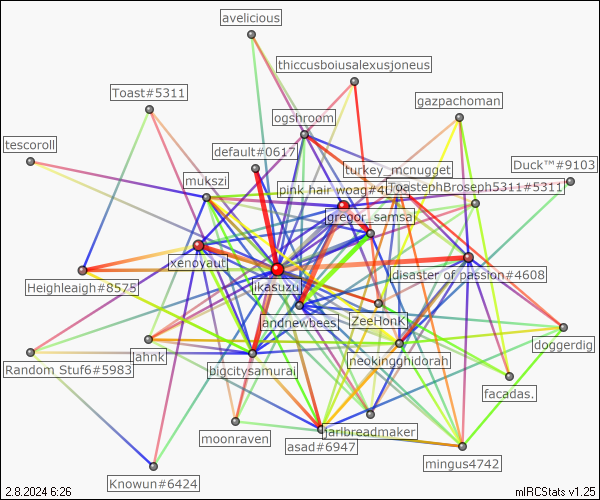 avelicious
thiccusboiusalexusjoneus
Toast#5311
gazpachoman
ogshroom
tescoroll
default#0617
turkey_mcnugget
Duck™#9103
mukszi
pink hair woag#4
ToastephBroseph5311#5311
gregor_samsa
xenoyaut
disaster of passion#4608
Heighleaigh#8575
ikasuzu
andnewbees
ZeeHonK
doggerdig
Random Stuf6#5983
Jahnk
neokingghidorah
bigcitysamurai
facadas.
moonraven
jarlbreadmaker
asad#6947
mingus4742
Knowun#6424
2.8.2024 6:26
mIRCStats v1.25